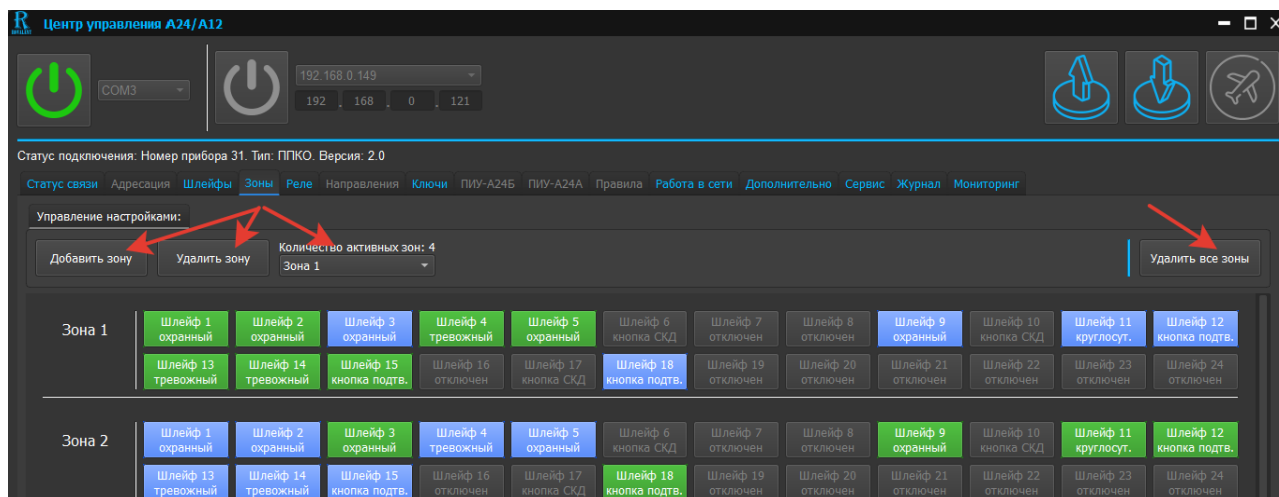 Центр управления A24/A12
COM3
192.168.0.149
192 . 168 . 0 . 121
Статус подключения: Номер прибора 31. Тип: ППКО. Версия: 2.0
Статус связи Адресация Шлейфы Зоны Реле Направления Ключи ПИУ-А24Б ПИУ-А24А Правила Работа в сети Дополнительно Сервис Журнал Мониторинг
Управление настройками:
Добавить зону Удалить зону Количество активных зон: 4 Удалить все зоны
Зона 1
Зона 1
Шлейф 1 Шлейф 2 Шлейф 3 Шлейф 4 Шлейф 5 Шлейф 6 Шлейф 7 Шлейф 8 Шлейф 9 Шлейф 10 Шлейф 11 Шлейф 12
охранный охранный охранный тревожный охранный кнопка СКД отключен отключен охранный кнопка СКД круглосут. кнопка подтв.
Шлейф 13 Шлейф 14 Шлейф 15 Шлейф 16 Шлейф 17 Шлейф 18 Шлейф 19 Шлейф 20 Шлейф 21 Шлейф 22 Шлейф 23 Шлейф 24
тревожный тревожный кнопка подтв. отключен кнопка СКД кнопка подтв. отключен отключен отключен отключен отключен отключен
Зона 2
Шлейф 1 Шлейф 2 Шлейф 3 Шлейф 4 Шлейф 5 Шлейф 6 Шлейф 7 Шлейф 8 Шлейф 9 Шлейф 10 Шлейф 11 Шлейф 12
охранный охранный охранный тревожный охранный кнопка СКД отключен отключен охранный кнопка СКД круглосут. кнопка подтв.
Шлейф 13 Шлейф 14 Шлейф 15 Шлейф 16 Шлейф 17 Шлейф 18 Шлейф 19 Шлейф 20 Шлейф 21 Шлейф 22 Шлейф 23 Шлейф 24
тревожный тревожный кнопка подтв. отключен кнопка СКД кнопка подтв. отключен отключен отключен отключен отключен отключен